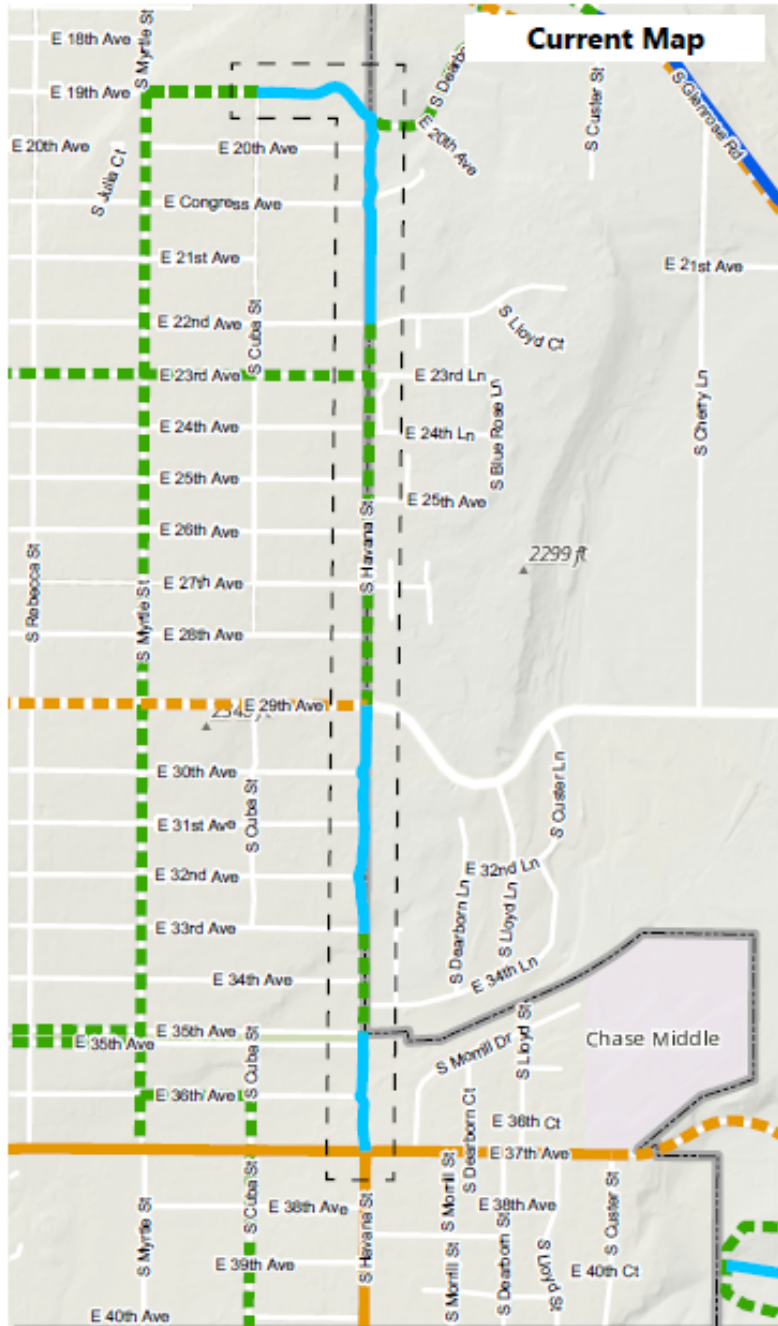 Current Map
E 18th Ave
S Myrtle St
S Dearbo
S Custer St
S Glenrose Rd
E 19th Ave
E 20th Ave
E 20th Ave
E 20th Ave
S Julia Ct
E Congress Ave
E 21st Ave
E 21st Ave
E 22nd Ave
S Cuba St
S Lloyd Ct
E 23rd Ave
E 23rd Ln
S Blue Rose Ln
S Cherry Ln
E 24th Ave
E 24th Ln
E 25th Ave
E 25th Ave
E 26th Ave
S Havana St
2299 ft
S Rebecca St
S Myrtle St
E 27th Ave
E 28th Ave
E 29th Ave
E 30th Ave
S Cuba St
S Custer Ln
E 31st Ave
E 32nd Ave
E 32nd Ln
S Dearborn Ln
S Lloyd Ln
E 33rd Ave
E 34th Ave
E 34th Ln
E 35th Ave
E 35th Ave
S Cuba St
S Morrill Dr
S Lloyd St
Chase Middle
E 36th Ave
S Dearborn Ct
E 36th Ct
E 37th Ave
S Myrtle St
S Cuba St
E 38th Ave
S Havana St
S Morrill St
E 38th Ave
S Custer St
E 39th Ave
S Morrill St
S Dearborn St
S Lloyd St
E 40th Ct
E 40th Ave